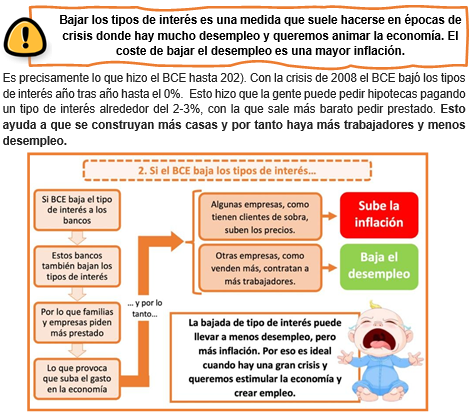 Bajar los tipos de interés es una medida que suele hacerse en épocas de
crisis donde hay mucho desempleo y queremos animar la economía. El
coste de bajar el desempleo es una mayor inflación.
Es precisamente lo que hizo el BCE hasta 202). Con la crisis de 2008 el BCE bajó los tipos
de interés año tras año hasta el 0%. Esto hizo que la gente puede pedir hipotecas pagando
un tipo de interés alrededor del 2-3%, con la que sale más barato pedir prestado. Esto
ayudo a que se construyan más casas y por tanto haya más trabajadores y menos
desempleo.
2. Si el BCE baja los tipos de interés...
Si BCE baja el tipo
de interés a los
bancos
Estos bancos
también bajan los
tipos de interés
Por lo que familias
y empresas piden
más prestado
Lo que provoca
que suba el gasto
en la economía
... y por lo
tanto...
Algunas empresas, como
tienen clientes de sobra,
suben los precios.
Sube la
inflación
Otras empresas, como
venden más, contratan a
más trabajadores.
Baja el
desempleo
La bajada de tipo de interés puede
llevar a menos desempleo, pero
más inflación. Por eso es ideal
cuando hay una gran crisis y
queremos estimular la economía y
crear empleo.